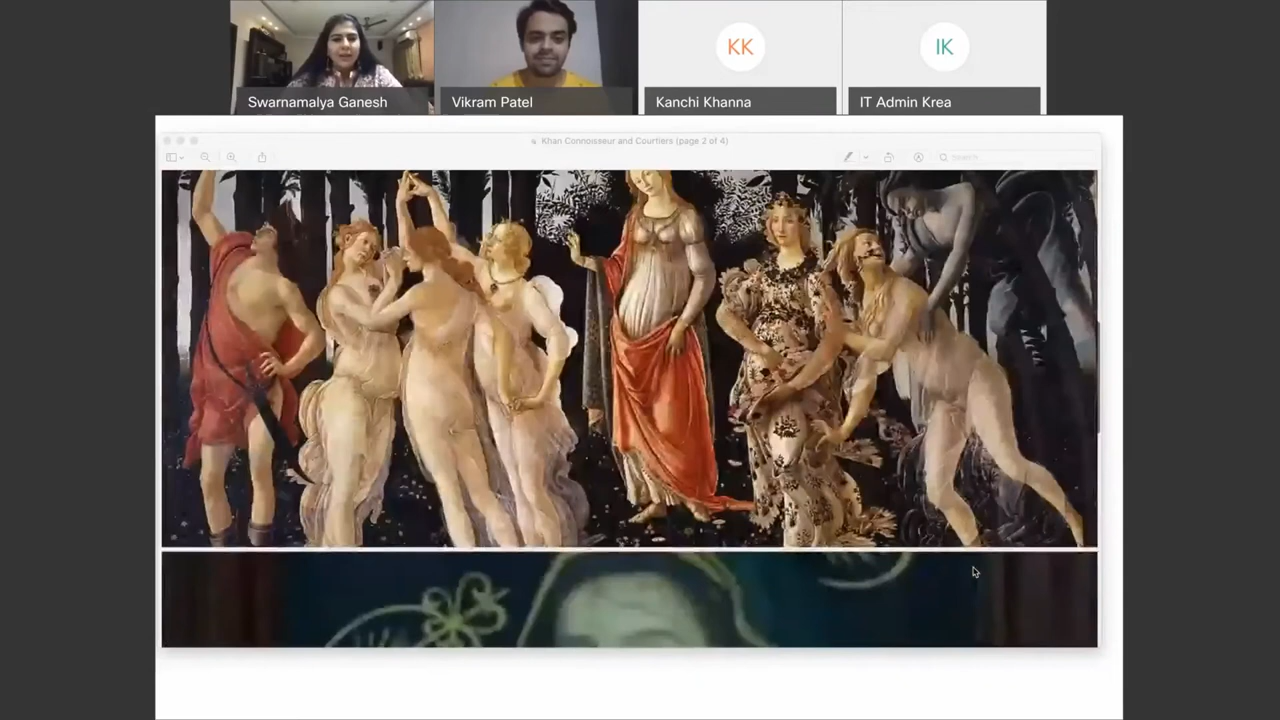 KK
IK
Swarnamalya Ganesh
Vikram Patel
Kanchi Khanna
IT Admin Krea
Khan Connoisseur and Courtiers (page 2 of 4)
Search